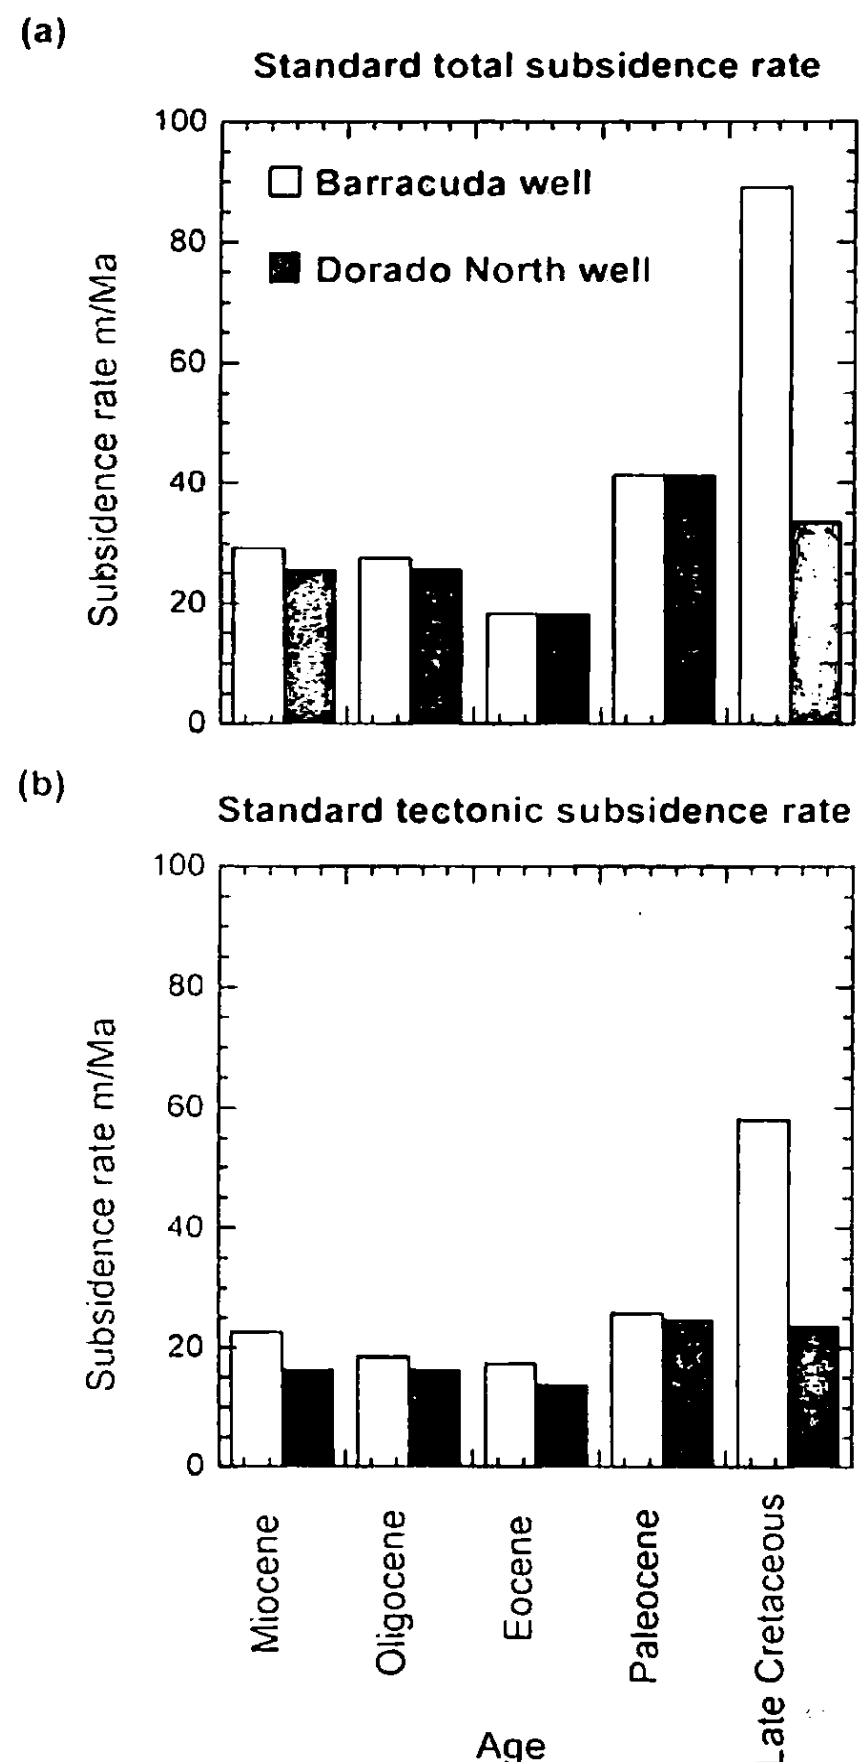 (a)
Standard total subsidence rate
100
80
60
40
20
0
Subsidence rate m/Ma
Barracuda well
Dorado North well
(b)
Standard tectonic subsidence rate
100
80
60
40
20
0
Subsidence rate m/Ma
Miocene
Oligocene
Eocene
Paleocene
Late Cretaceous
Age